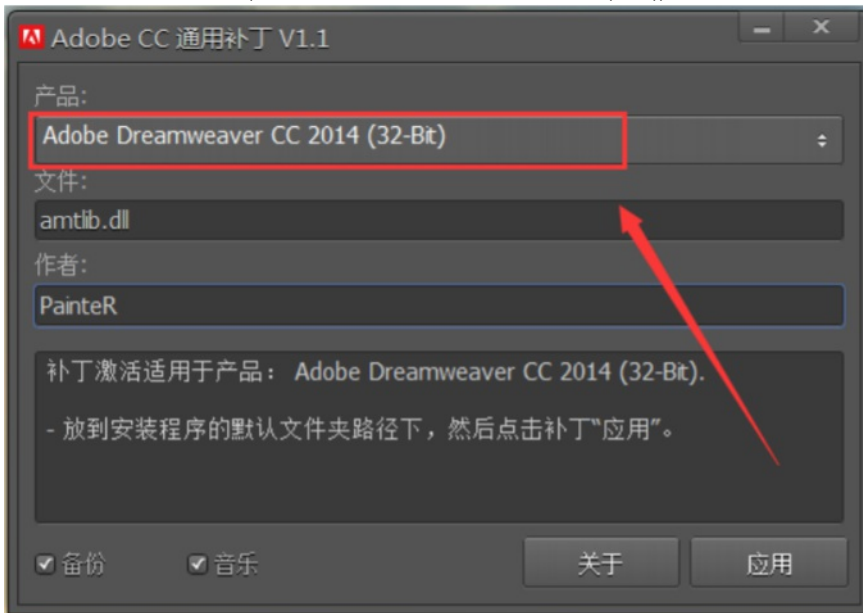 Adobe CC 通用补丁 V1.1
产品:
Adobe Dreamweaver CC 2014 (32-Bit)
文件:
amtlib.dll
作者:
PainteR
补丁激活适用于产品: Adobe Dreamweaver CC 2014 (32-Bit).
- 放到安装程序的默认文件夹路径下，然后点击补丁“应用”。
备份 音乐 关于 应用